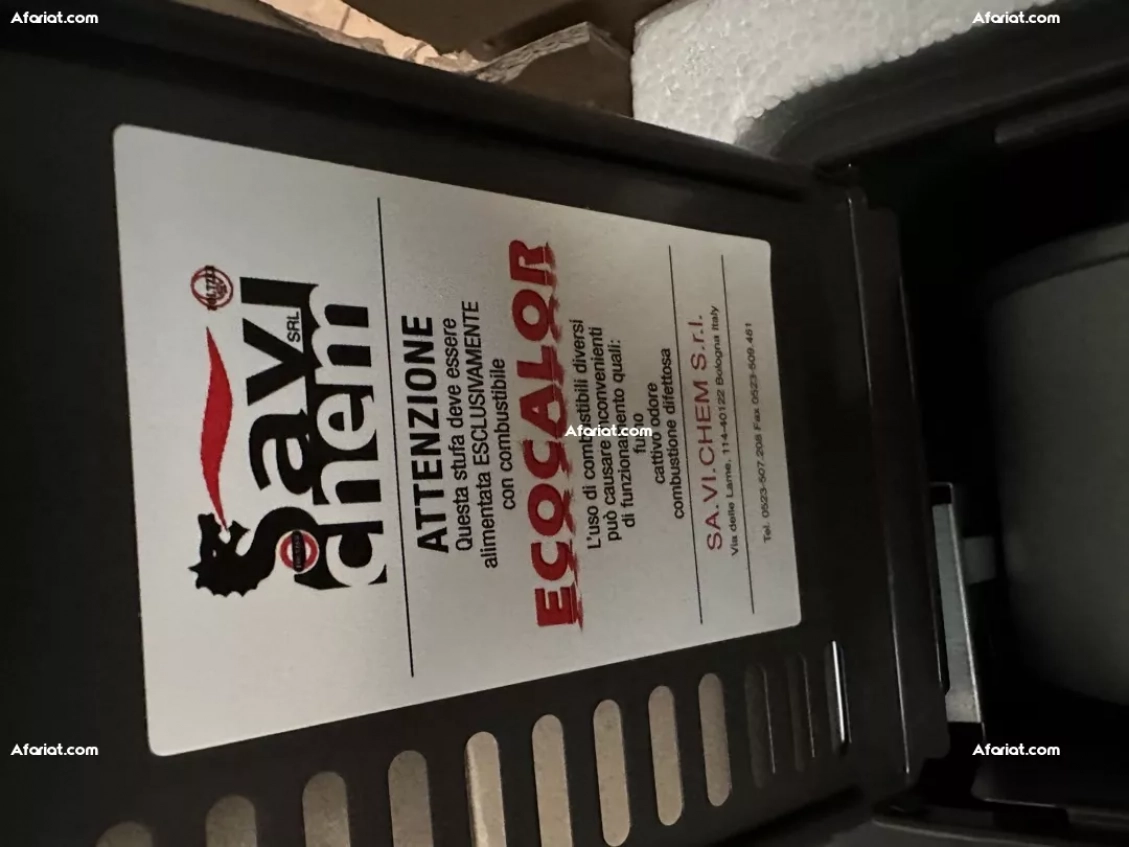 Afariat.com
Afariat.com
SaVI
Chem
SRL
ATTENZIONE
Questa stufa deve essere
alimentata ESCLUSIVAMENTE
con combustibile
ECOCALOR
L'uso di combustibili diversi
può causare inconvenienti
di funzionamento quali:
fumo
cattivo odore
combustione difettosa
SA.VI.CHEM S.r.l.
Via delle Lame, 114-40122 Bologna Italy
Tel. 0523-507.208 Fax 0523-509.461
Afariat.com
Afariat.com
Afariat.com